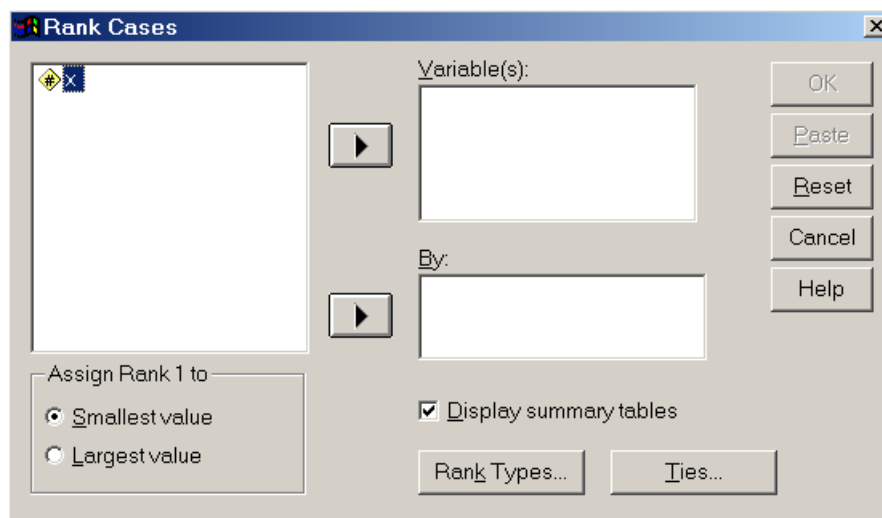 Rank Cases
# x
Variable(s):
By:
Assign Rank 1 to
Smallest value
Largest value
Display summary tables
Rank Types...
Ties...
OK
Paste
Reset
Cancel
Help